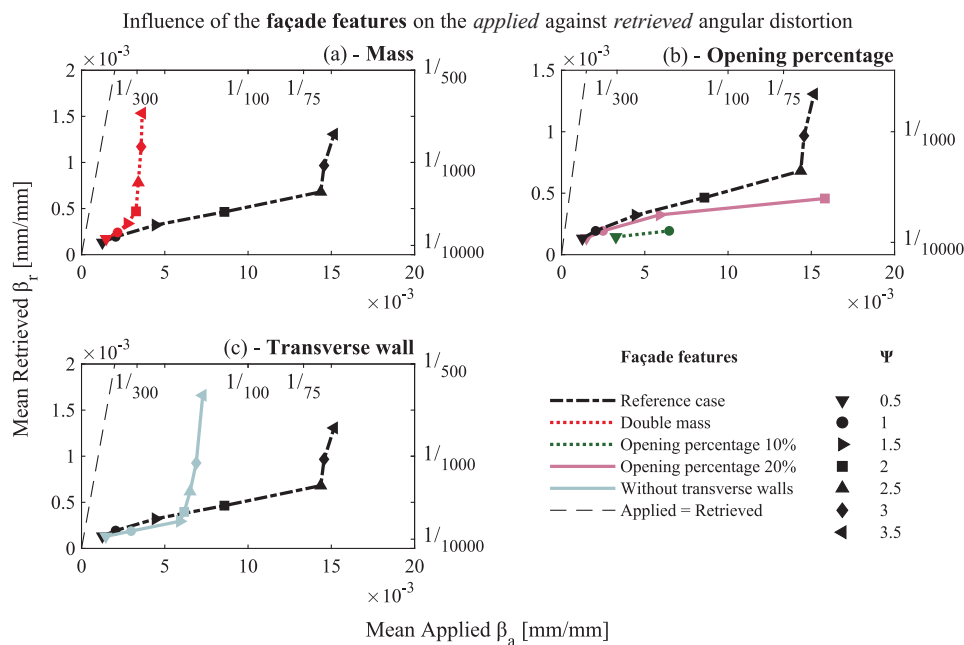 Influence of the façade features on the applied against retrieved angular distortion
(a) - Mass
×10⁻³
2
1.5
1
0.5
0
1/300
1/100
1/75
1/500
1/1000
1/10000
0 5 10 15 20
×10⁻³
(b) - Opening percentage
×10⁻³
1.5
1
0.5
0
1/300
1/100
1/75
1/1000
1/10000
0 5 10 15 20
×10⁻³
(c) - Transverse wall
×10⁻³
2
1.5
1
0.5
0
1/300
1/100
1/75
1/500
1/1000
1/10000
0 5 10 15 20
×10⁻³
Mean Retrieved βr [mm/mm]
Mean Applied βa [mm/mm]
Façade features Ψ
Reference case 0.5
Double mass 1
Opening percentage 10% 1.5
Opening percentage 20% 2
Without transverse walls 2.5
Applied = Retrieved 3
3.5